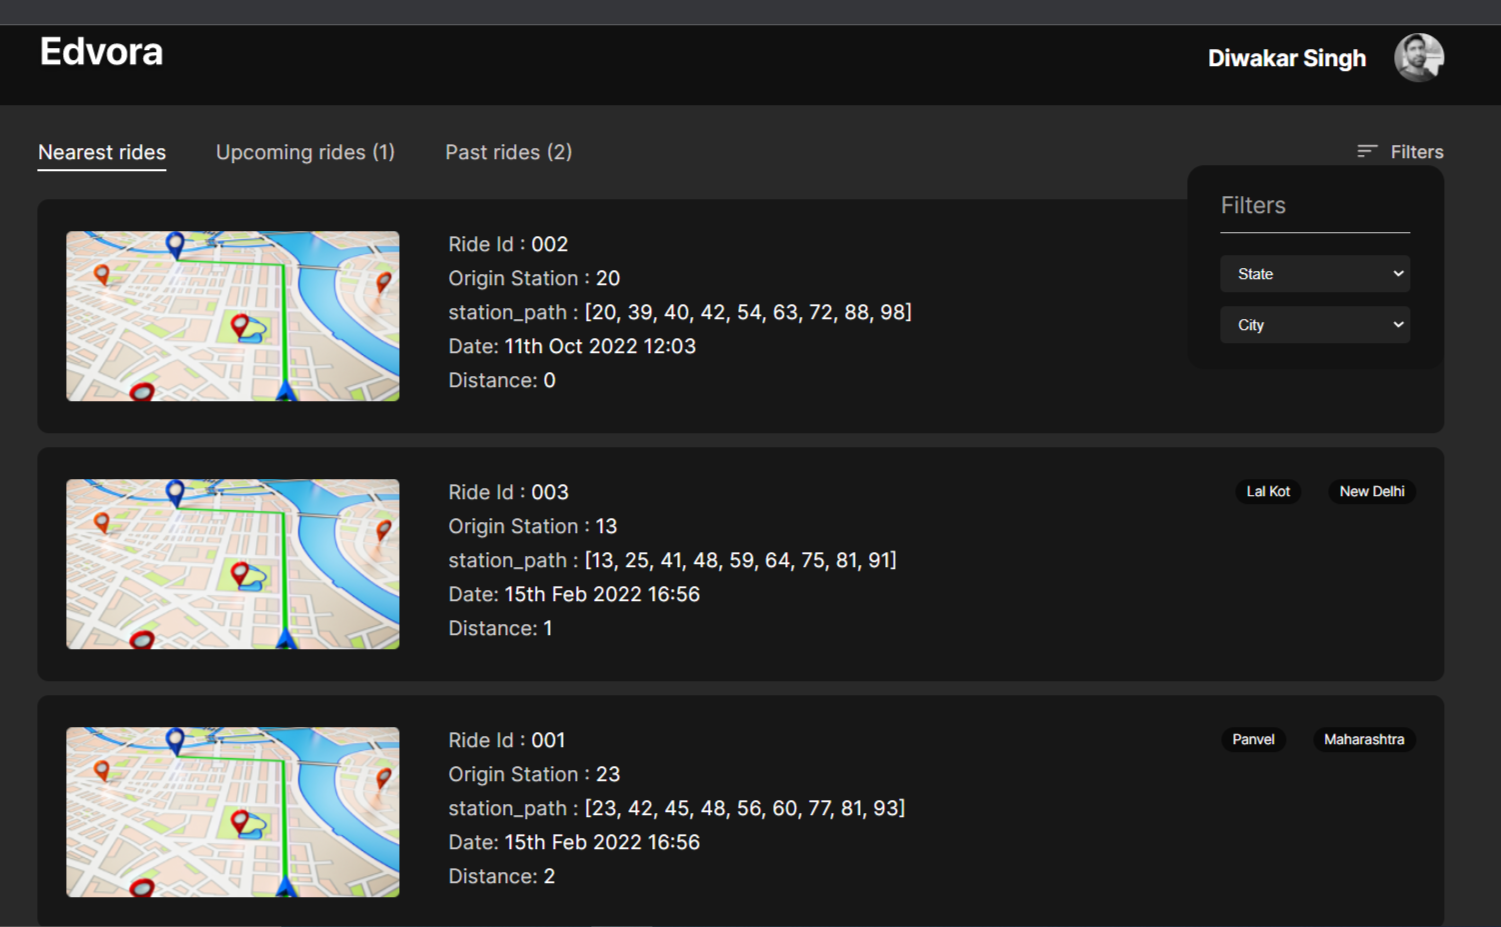 Edvora
Diwakar Singh
Nearest rides
Upcoming rides (1)
Past rides (2)
Filters
Filters
State
City
Ride Id : 002
Origin Station : 20
station_path : [20, 39, 40, 42, 54, 63, 72, 88, 98]
Date: 11th Oct 2022 12:03
Distance: 0
Ride Id : 003
Origin Station : 13
station_path : [13, 25, 41, 48, 59, 64, 75, 81, 91]
Date: 15th Feb 2022 16:56
Distance: 1
Lal Kot
New Delhi
Ride Id : 001
Origin Station : 23
station_path : [23, 42, 45, 48, 56, 60, 77, 81, 93]
Date: 15th Feb 2022 16:56
Distance: 2
Panvel
Maharashtra